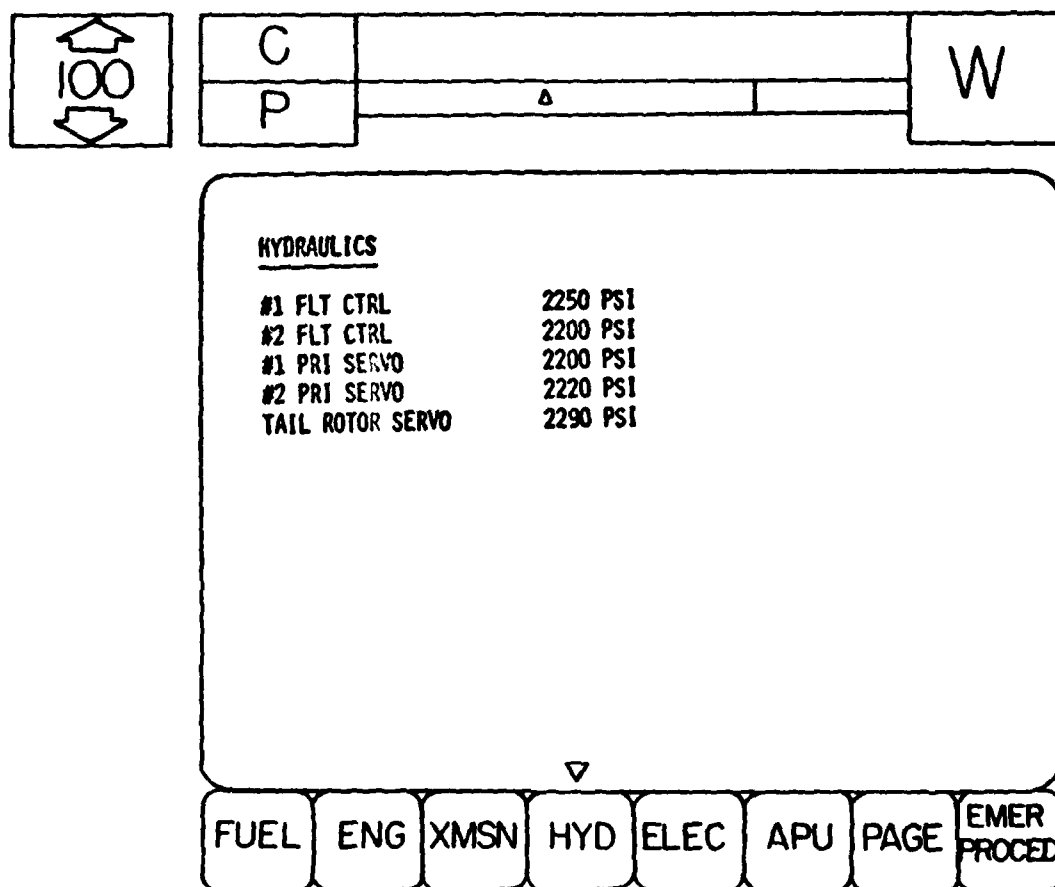 100
C
P
W
HYDRAULICS
#1 FLT CTRL 2250 PSI
#2 FLT CTRL 2200 PSI
#1 PRI SERVO 2200 PSI
#2 PRI SERVO 2220 PSI
TAIL ROTOR SERVO 2290 PSI
FUEL ENG XMSN HYD ELEC APU PAGE EMER
PROCED